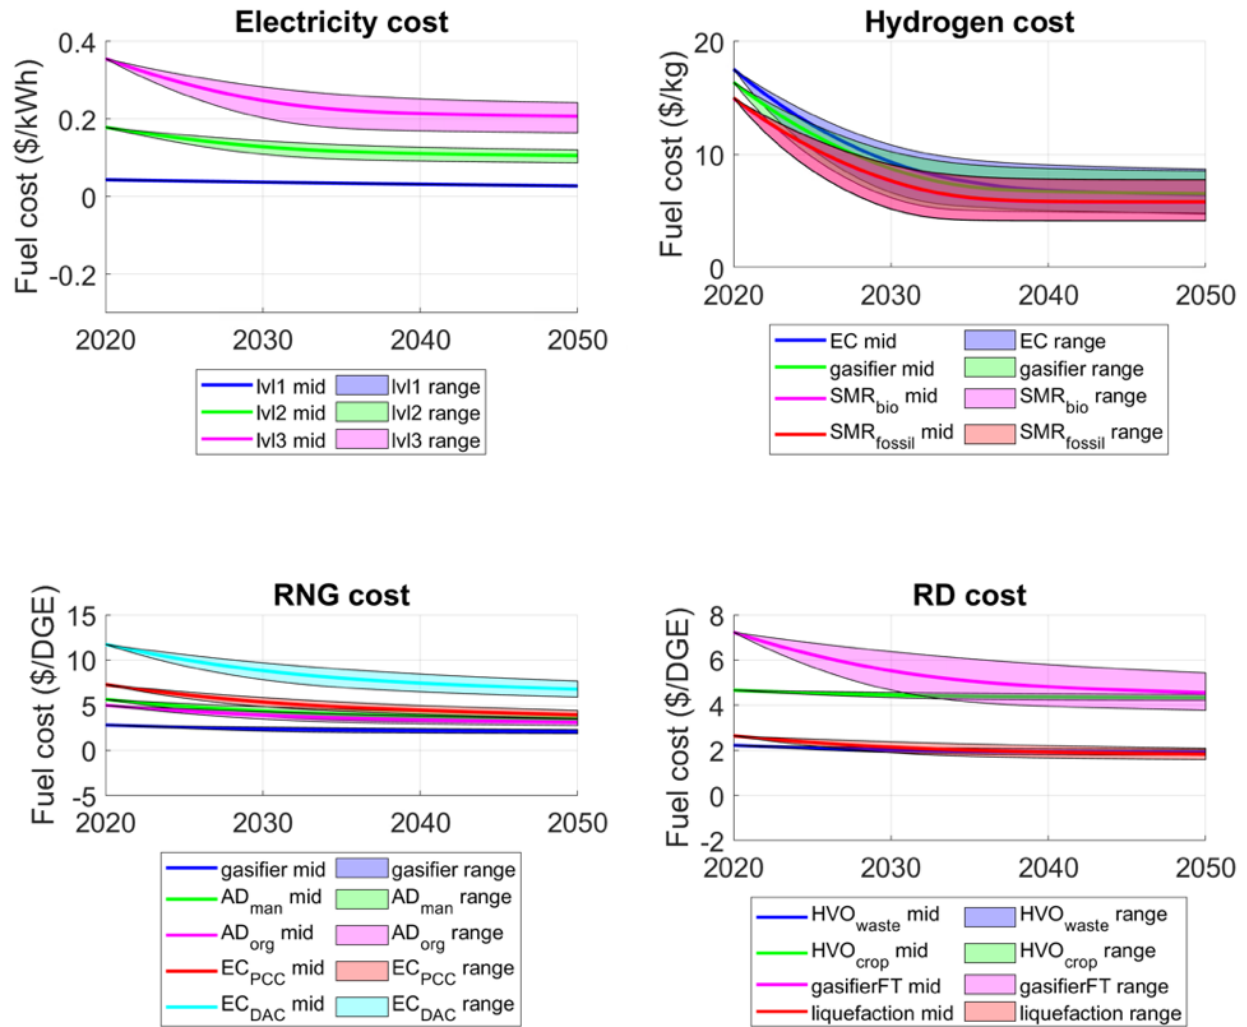 Electricity cost
Fuel cost ($/kWh)
0.4
0.2
0
-0.2
2020 2030 2040 2050
lvl1 mid lvl1 range
lvl2 mid lvl2 range
lvl3 mid lvl3 range
Hydrogen cost
Fuel cost ($/kg)
20
10
0
2020 2030 2040 2050
EC mid EC range
gasifier mid gasifier range
SMRbio mid SMRbio range
SMRfossil mid SMRfossil range
RNG cost
Fuel cost ($/DGE)
15
10
5
0
-5
2020 2030 2040 2050
gasifier mid gasifier range
ADman mid ADman range
ADorg mid ADorg range
ECPCC mid ECPCC range
ECDAC mid ECDAC range
RD cost
Fuel cost ($/DGE)
8
6
4
2
0
-2
2020 2030 2040 2050
HVOwaste mid HVOwaste range
HVOcrop mid HVOcrop range
gasifierFT mid gasifierFT range
liquefaction mid liquefaction range